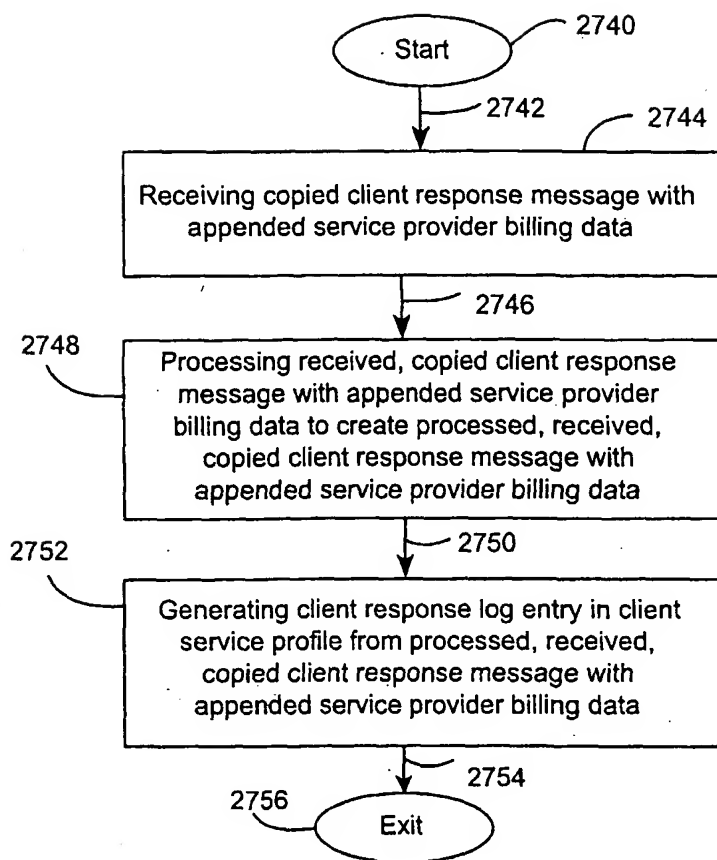 Start
2740
2742
2744
Receiving copied client response message with
appended service provider billing data
2746
2748
Processing received, copied client response
message with appended service provider
billing data to create processed, received,
copied client response message with
appended service provider billing data
2750
2752
Generating client response log entry in client
service profile from processed, received,
copied client response message with
appended service provider billing data
2754
2756
Exit